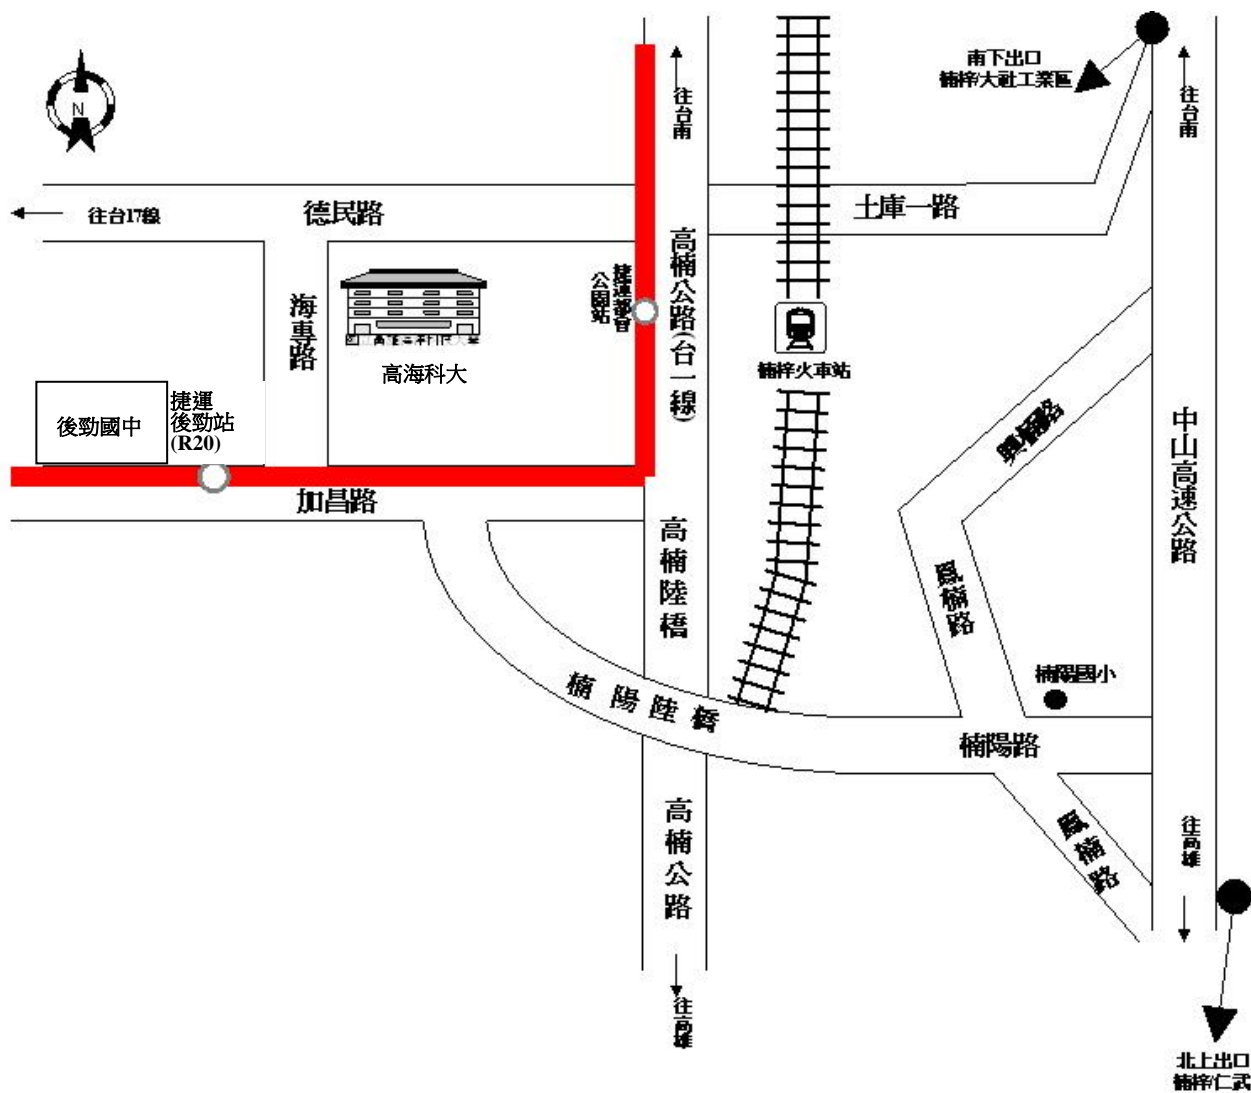 南下出口
楠梓/大社工業區
N
往台南
往台南
往台17線
德民路
土庫一路
高楠公路(台一線)
捷運都會
公園站
海專路
高海科大
楠梓火車站
後勁國中
捷運
後勁站
(R20)
興楠路
中山高速公路
加昌路
高楠陸橋
鳳楠路
楠陽國小
楠陽陸橋
楠陽路
高楠公路
鳳楠路
往高雄
往高雄
北上出口
楠梓/仁武